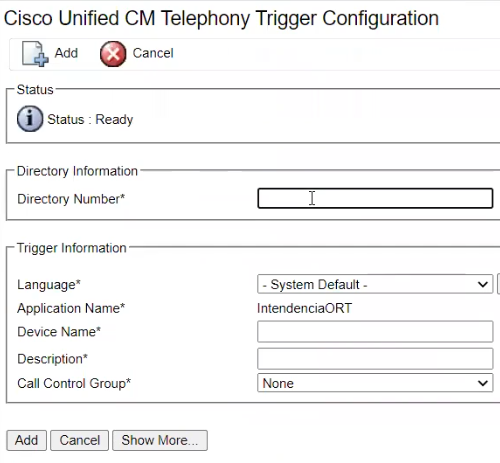 Cisco Unified CM Telephony Trigger Configuration
Add Cancel
Status
Status : Ready
Directory Information
Directory Number*
Trigger Information
Language* - System Default -
Application Name* IntendenciaORT
Device Name*
Description*
Call Control Group* None
Add Cancel Show More...